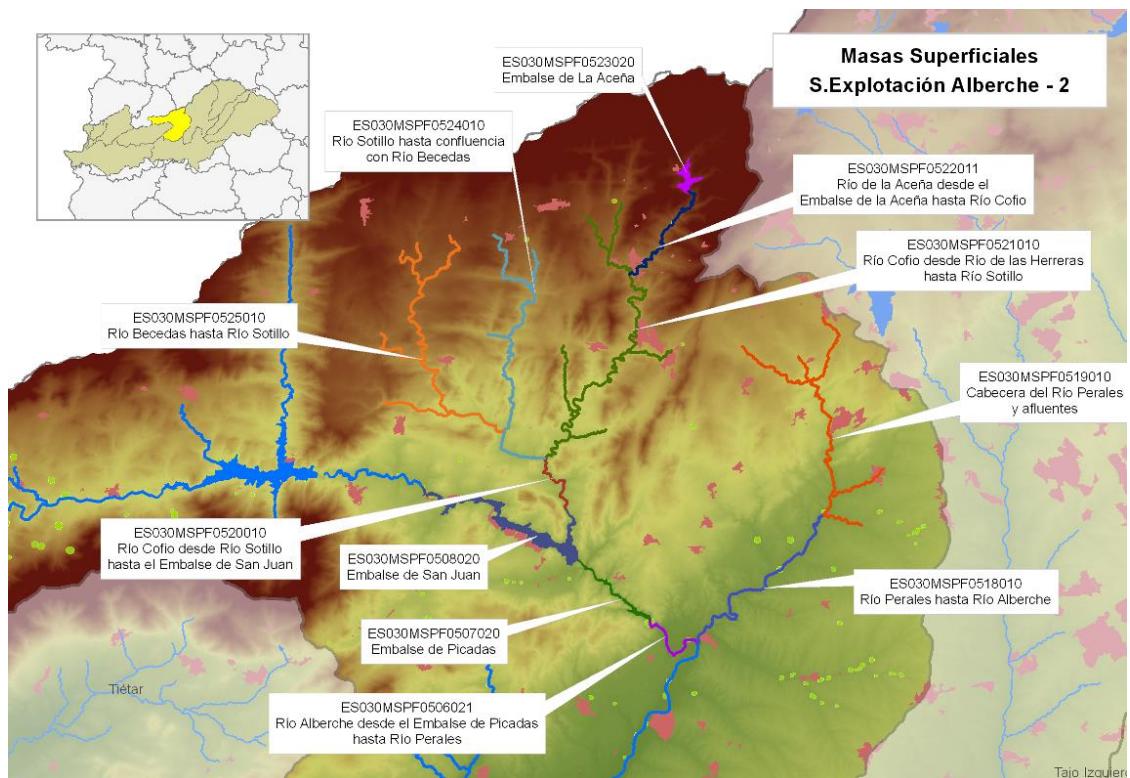 Masas Superficiales
S.Explotación Alberche - 2
ES030MSPF0523020
Embalse de La Aceña
ES030MSPF0524010
Río Sotillo hasta confluencia
con Río Becedas
ES030MSPF0522011
Río de la Aceña desde el
Embalse de la Aceña hasta Río Cofio
ES030MSPF0521010
Río Cofio desde Río de las Herreras
hasta Río Sotillo
ES030MSPF0525010
Río Becedas hasta Río Sotillo
ES030MSPF0519010
Cabecera del Río Perales
y afluentes
ES030MSPF0520010
Río Cofio desde Río Sotillo
hasta el Embalse de San Juan
ES030MSPF0508020
Embalse de San Juan
ES030MSPF0518010
Río Perales hasta Río Alberche
ES030MSPF0507020
Embalse de Picadas
ES030MSPF0506021
Río Alberche desde el Embalse de Picadas
hasta Río Perales
Tiétar
Tajo Izquierd